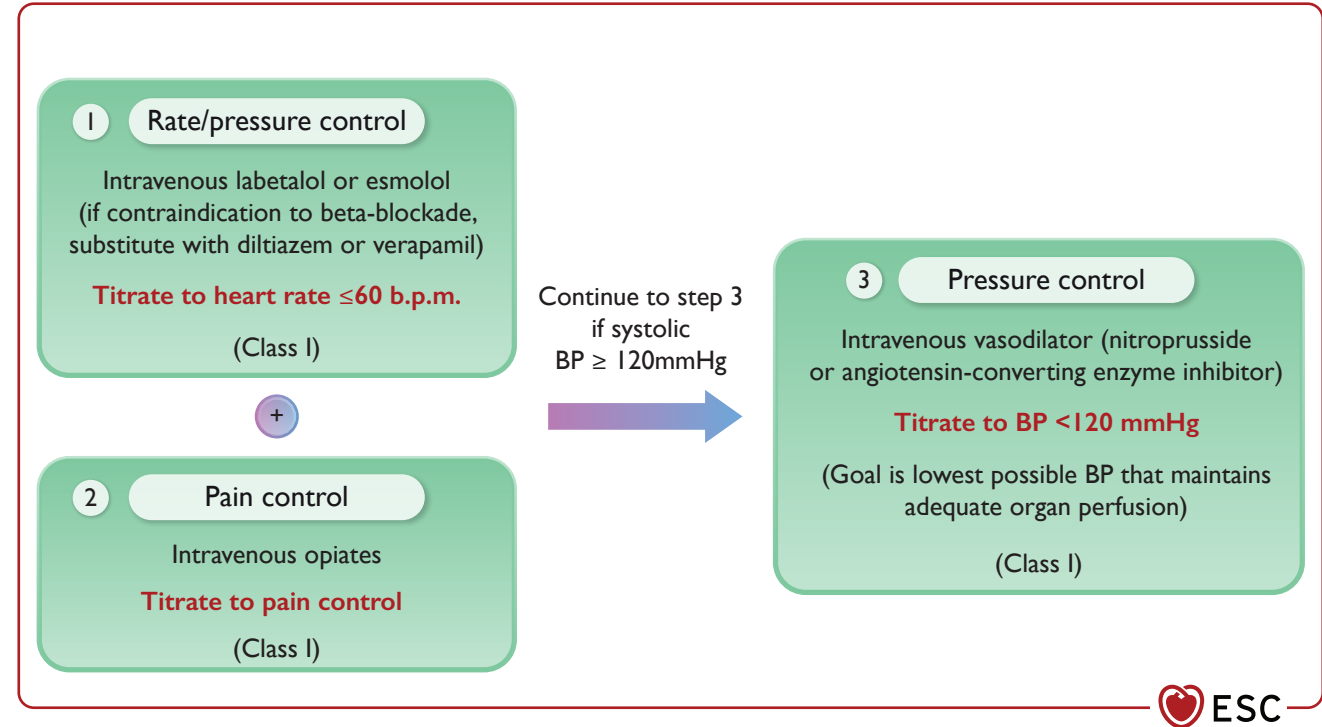 1 Rate/pressure control
Intravenous labetalol or esmolol
(if contraindication to beta-blockade,
substitute with diltiazem or verapamil)
Titrate to heart rate ≤60 b.p.m.
(Class I)
+
2 Pain control
Intravenous opiates
Titrate to pain control
(Class I)
Continue to step 3
if systolic
BP ≥ 120mmHg
3 Pressure control
Intravenous vasodilator (nitroprusside
or angiotensin-converting enzyme inhibitor)
Titrate to BP <120 mmHg
(Goal is lowest possible BP that maintains
adequate organ perfusion)
(Class I)
ESC